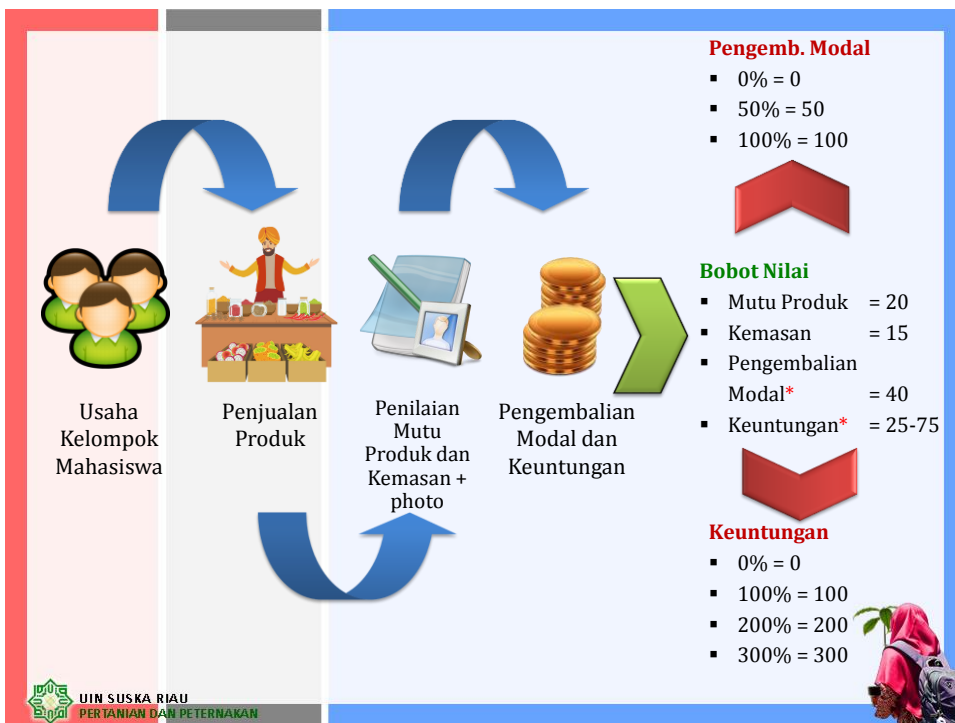 Usaha
Kelompok
Mahasiswa
Penjualan
Produk
Penilaian
Mutu
Produk dan
Kemasan +
photo
Pengembalian
Modal dan
Keuntungan
Pengemb. Modal
▪ 0% = 0
▪ 50% = 50
▪ 100% = 100
Bobot Nilai
▪ Mutu Produk = 20
▪ Kemasan = 15
▪ Pengembalian
Modal* = 40
▪ Keuntungan* = 25-75
Keuntungan
▪ 0% = 0
▪ 100% = 100
▪ 200% = 200
▪ 300% = 300
UIN SUSKA RIAU
PERTANIAN DAN PETERNAKAN